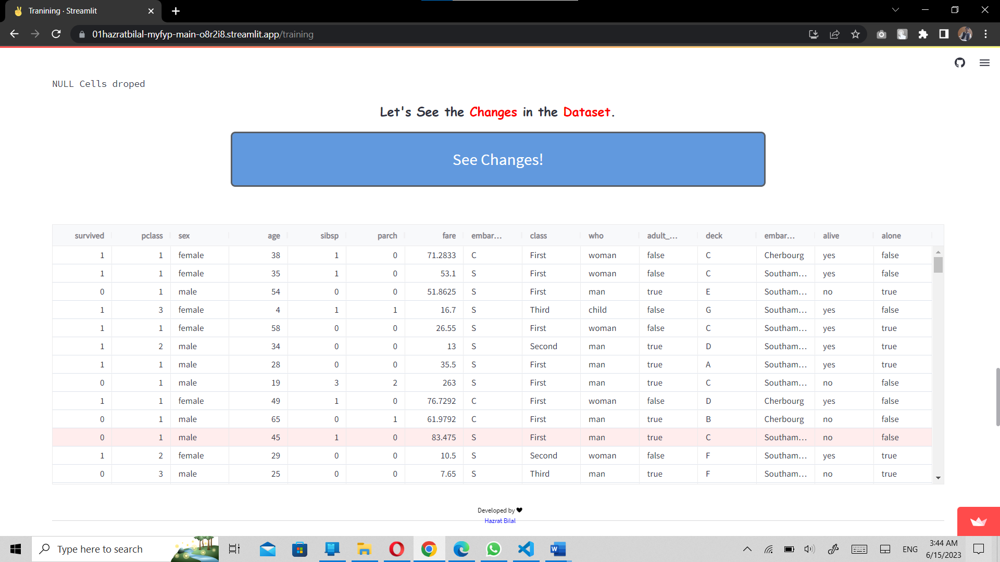 Tranining · Streamlit
01hazratbilal-myfyp-main-o8r2i8.streamlit.app/training
NULL Cells droped
Let's See the Changes in the Dataset.
See Changes!
survived pclass sex age sibsp parch fare embar... class who adult_... deck embar... alive alone
1 1 female 38 1 0 71.2833 C First woman false C Cherbourg yes false
1 1 female 35 1 0 53.1 S First woman false C Southam... yes false
0 1 male 54 0 0 51.8625 S First man true E Southam... no true
1 3 female 4 1 1 16.7 S Third child false G Southam... yes false
1 1 female 58 0 0 26.55 S First woman false C Southam... yes true
1 2 male 34 0 0 13 S Second man true D Southam... yes true
1 1 male 28 0 0 35.5 S First man true A Southam... yes true
0 1 male 19 3 2 263 S First man true C Southam... no false
1 1 female 49 1 0 76.7292 C First woman false D Cherbourg yes false
0 1 male 65 0 1 61.9792 C First man true B Cherbourg no false
0 1 male 45 1 0 83.475 S First man true C Southam... no false
1 2 female 29 0 0 10.5 S Second woman false F Southam... yes true
0 3 male 25 0 0 7.65 S Third man true F Southam... no true
Developed by ♥
Hazrat Bilal
Type here to search
W
ENG
3:44 AM
6/15/2023